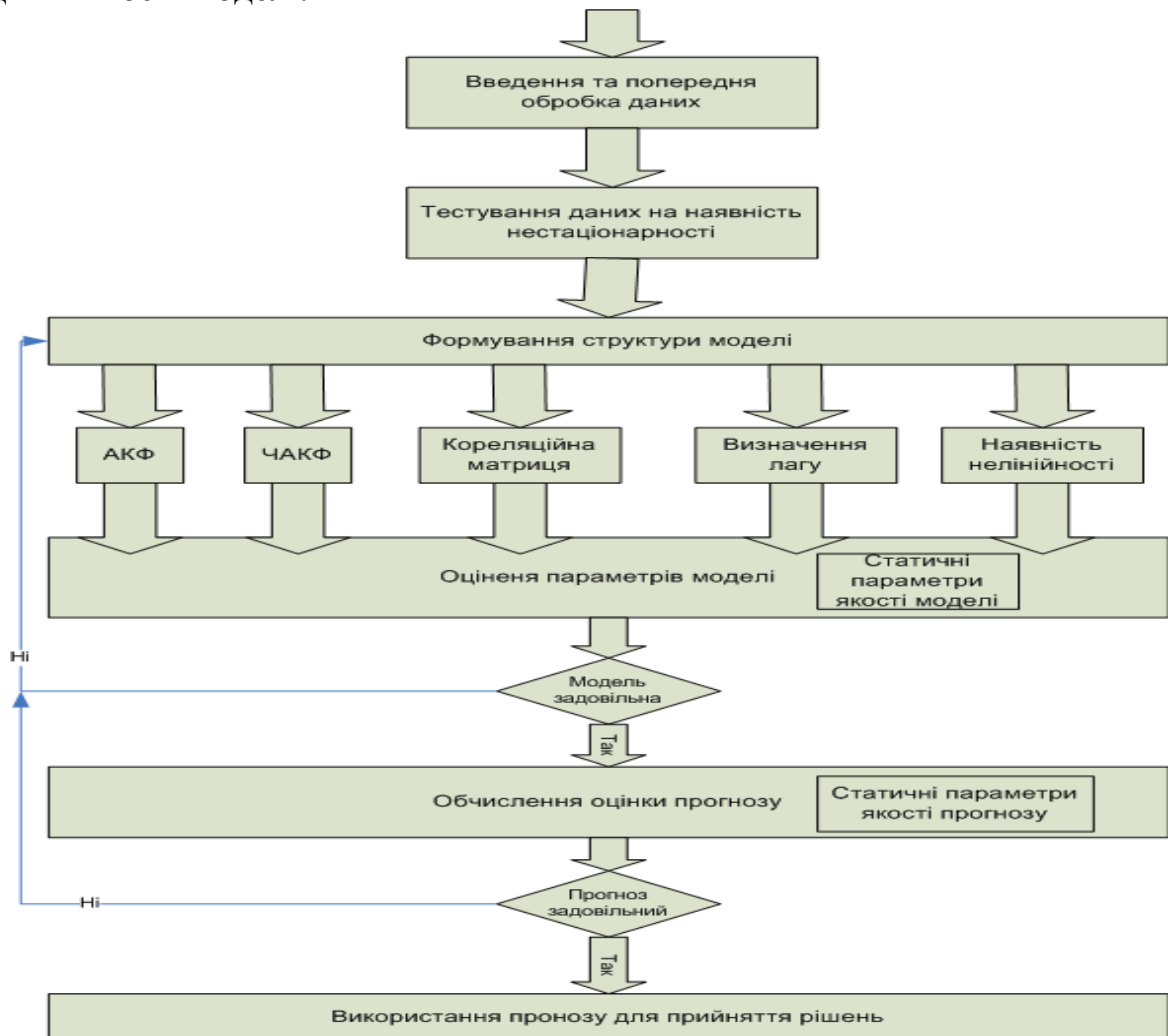 Введення та попередня
обробка даних
Тестування даних на наявність
нестаціонарності
Формування структури моделі
АКФ
ЧАКФ
Кореляційна
матриця
Визначення
лагу
Наявність
нелінійності
Оціненя параметрів моделі
Статичні
параметри
якості моделі
Ні
Модель
задовільна
Так
Обчислення оцінки прогнозу
Статичні параметри
якості прогнозу
Ні
Прогноз
задовільний
Так
Використання пронозу для прийняття рішень